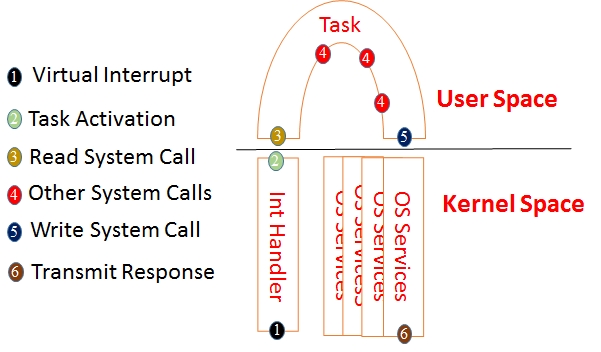 Task
1 Virtual Interrupt
2 Task Activation
3 Read System Call
4 Other System Calls
5 Write System Call
6 Transmit Response
4
4
4
User Space
3
5
2
Kernel Space
Int Handler
OS Services
OS Services
OS Services
OS Services
1
6